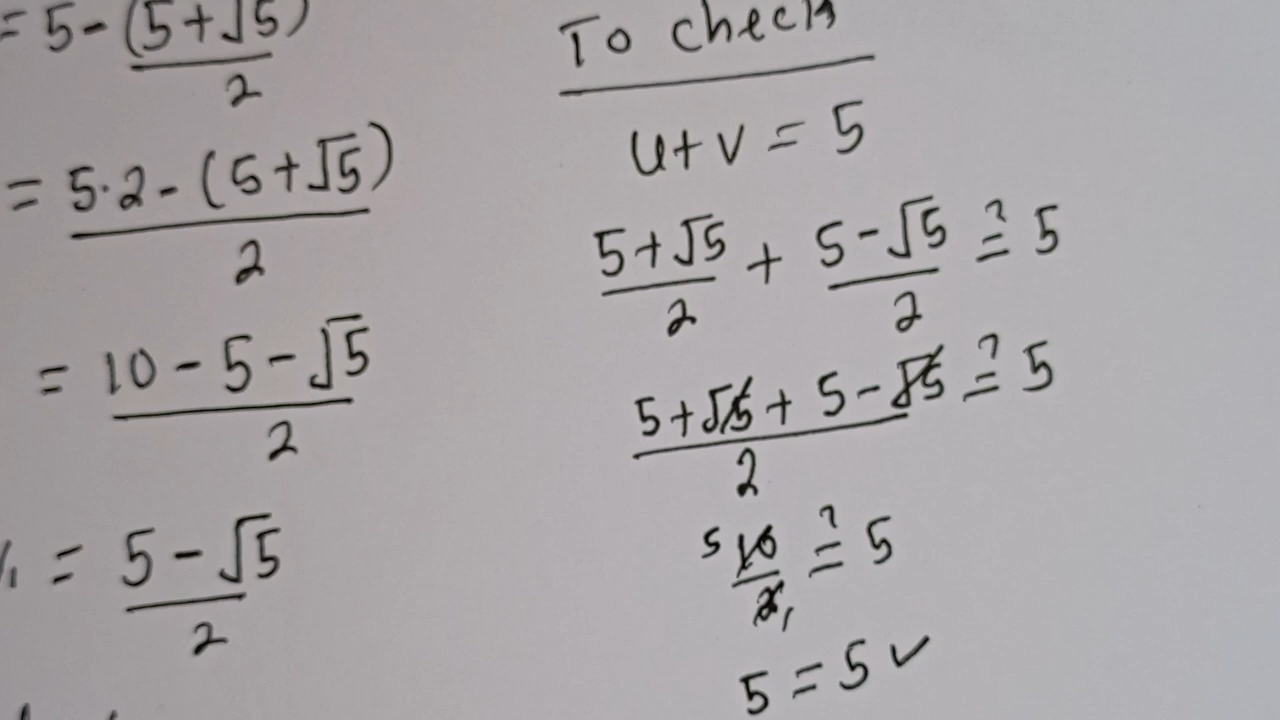 = 5 - (5+√5)/2
= (5·2 - (5+√5))/2
= (10 - 5 - √5)/2
= (5 - √5)/2
To check
u + v = 5
(5+√5)/2 + (5-√5)/2 ≟ 5
(5+√5 + 5-√5)/2 ≟ 5
5 10/2 1 ≟ 5
5 = 5 ✓